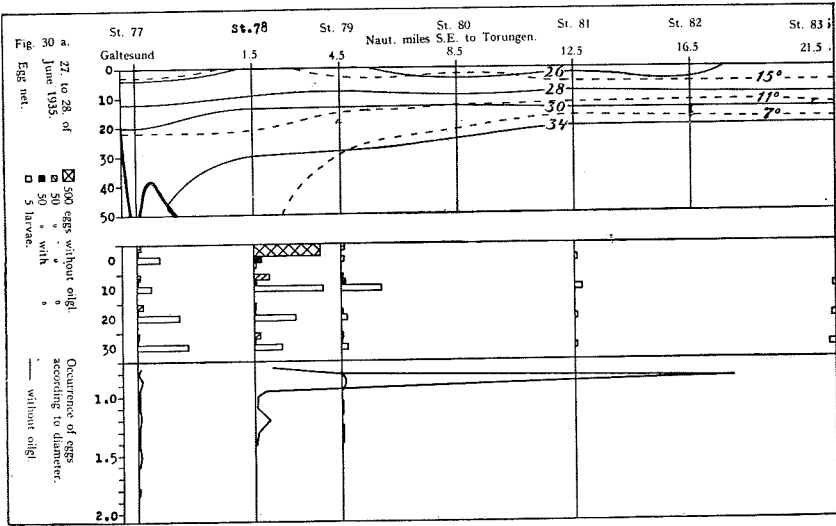 St. 77 St.78 St. 79 St. 80 St. 81 St. 82 St. 83
Naut. miles S.E. to Torungen.
Galtesund 1.5 4.5 8.5 12.5 16.5 21.5
Fig. 30 a.
27. to 28. of
June 1935.
Egg net.
0
10
20
30
40
50
26 15°
28 11°
30 7°
34
500 eggs without oilgl.
50 " " "
50 " with "
5 larvae.
0
10
20
30
Occurrence of eggs
according to diameter.
— without oilgl.
1.0
1.5
2.0